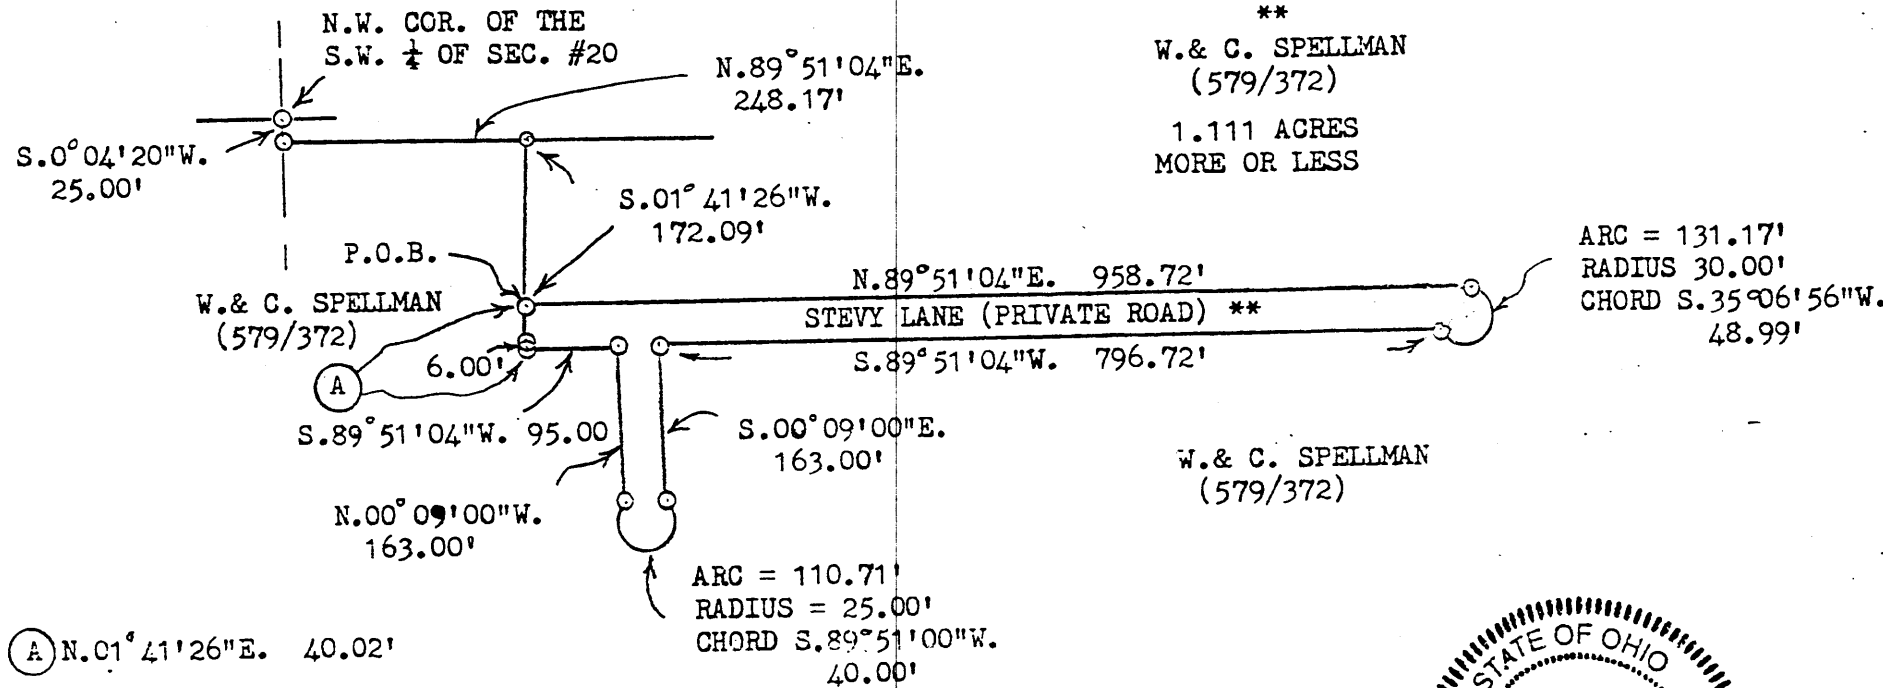 N.W. COR. OF THE
S.W. ¼ OF SEC. #20
N.89°51'04"E.
248.17'
**
W.& C. SPELLMAN
(579/372)
1.111 ACRES
MORE OR LESS
S.0°04'20"W.
25.00'
S.01°41'26"W.
172.09'
P.O.B.
W.& C. SPELLMAN
(579/372)
N.89°51'04"E. 958.72'
STEVY LANE (PRIVATE ROAD) **
S.89°51'04"W. 796.72'
ARC = 131.17'
RADIUS 30.00'
CHORD S.35°06'56"W.
48.99'
6.00'
A
S.89°51'04"W. 95.00
S.00°09'00"E.
163.00'
N.00°09'00"W.
163.00'
W.& C. SPELLMAN
(579/372)
ARC = 110.71'
RADIUS = 25.00'
CHORD S.89°51'00"W.
40.00'
A N.01°41'26"E. 40.02'
STATE OF OHIO